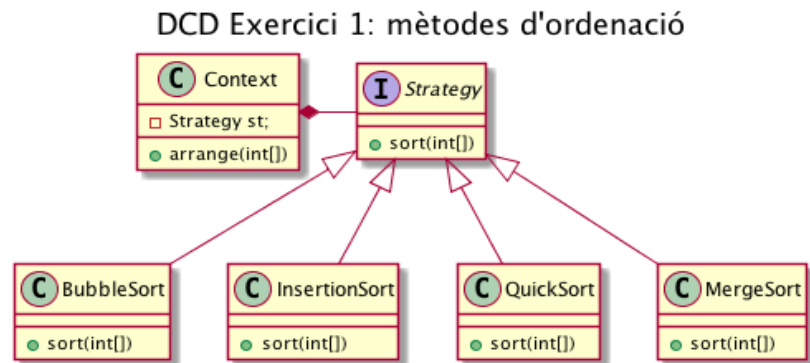 DCD Exercici 1: mètodes d'ordenació
C Context
Strategy st;
arrange(int[])
I Strategy
sort(int[])
C BubbleSort
sort(int[])
C InsertionSort
sort(int[])
C QuickSort
sort(int[])
C MergeSort
sort(int[])